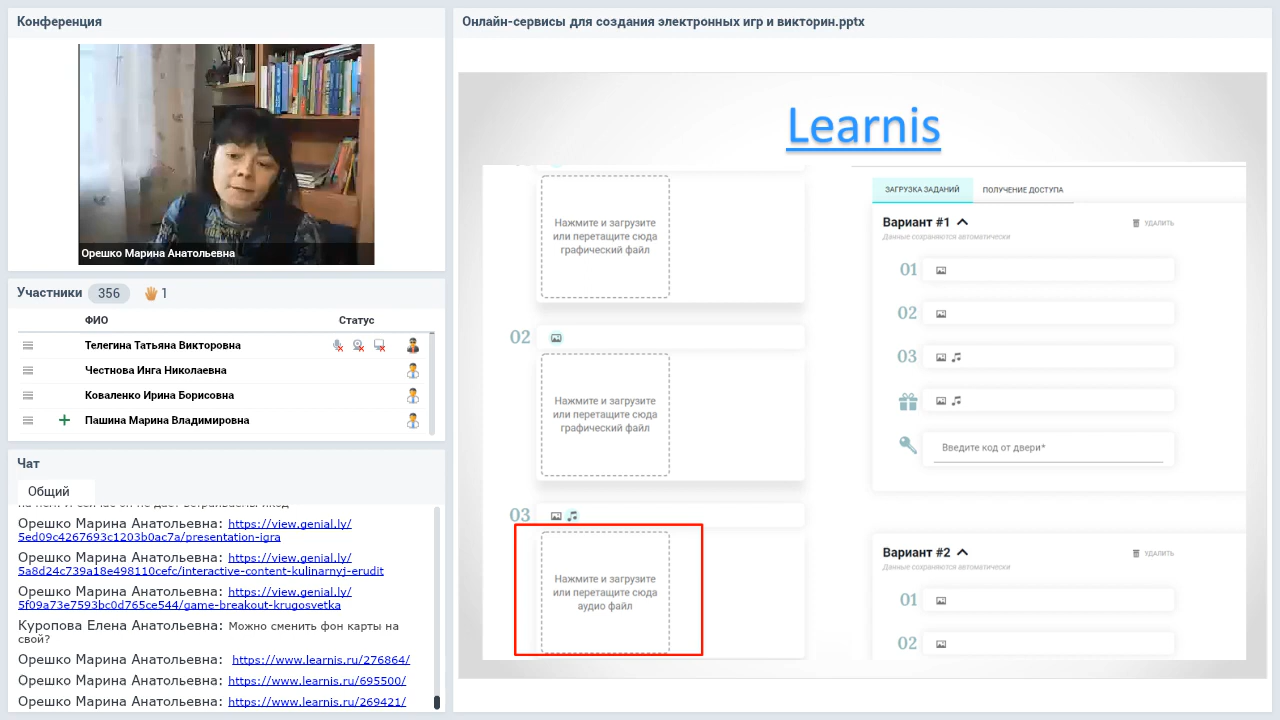 Конференция
Орешко Марина Анатольевна
Участники 356 1
ФИО Статус
Телегина Татьяна Викторовна
Честнова Инга Николаевна
Коваленко Ирина Борисовна
Пашина Марина Владимировна
Чат
Общий
Орешко Марина Анатольевна: https://view.genial.ly/
5ed09c4267693c1203b0ac7a/presentation-igra
Орешко Марина Анатольевна: https://view.genial.ly/
5a8d24c739a18e498110cefc/interactive-content-kulinarnyj-erudit
Орешко Марина Анатольевна: https://view.genial.ly/
5f09a73e7593bc0d765ce544/game-breakout-krugosvetka
Куропова Елена Анатольевна: Можно сменить фон карты на
свой?
Орешко Марина Анатольевна: https://www.learnis.ru/276864/
Орешко Марина Анатольевна: https://www.learnis.ru/695500/
Орешко Марина Анатольевна: https://www.learnis.ru/269421/
Онлайн-сервисы для создания электронных игр и викторин.pptx
Learnis
Нажмите и загрузите
или перетащите сюда
графический файл
02
Нажмите и загрузите
или перетащите сюда
графический файл
03
Нажмите и загрузите
или перетащите сюда
аудио файл
ЗАГРУЗКА ЗАДАНИЙ ПОЛУЧЕНИЕ ДОСТУПА
Вариант #1 УДАЛИТЬ
Данные сохраняются автоматически
01
02
03
Введите код от двери*
Вариант #2 УДАЛИТЬ
Данные сохраняются автоматически
01
02